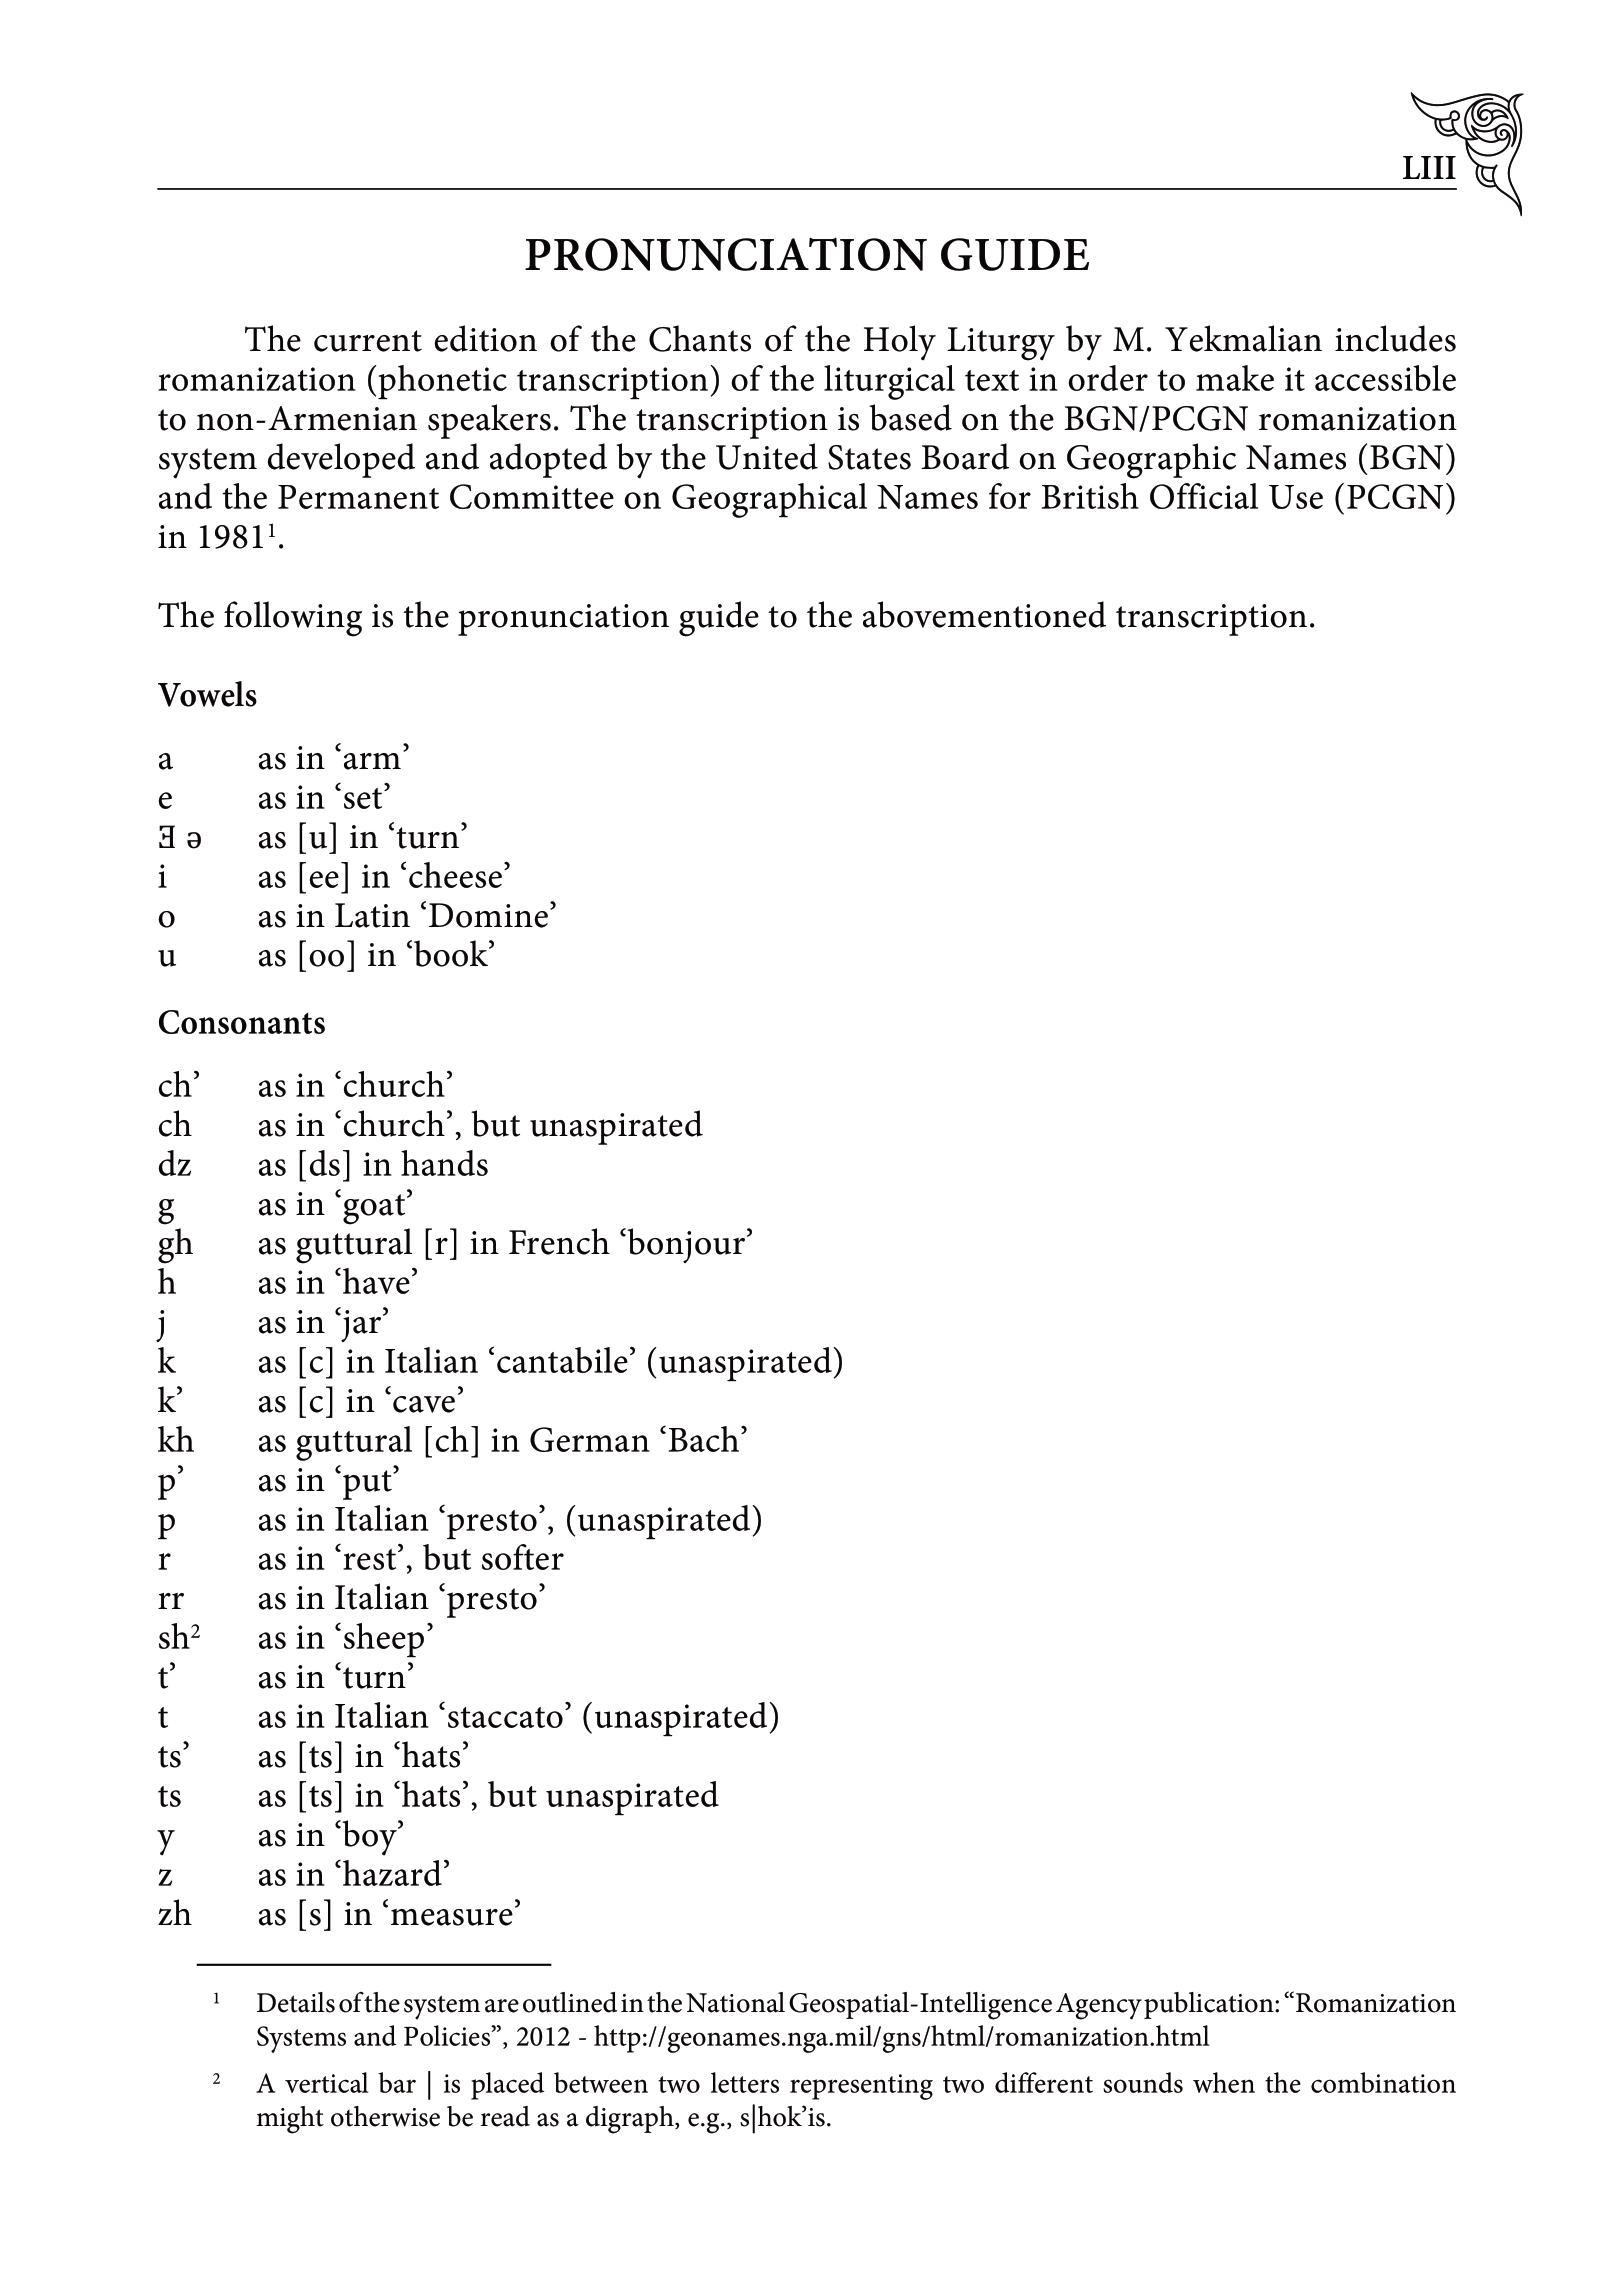 LIII
PRONUNCIATION GUIDE
The current edition of the Chants of the Holy Liturgy by M. Yekmalian includes
romanization (phonetic transcription) of the liturgical text in order to make it accessible
to non-Armenian speakers. The transcription is based on the BGN/PCGN romanization
system developed and adopted by the United States Board on Geographic Names (BGN)
and the Permanent Committee on Geographical Names for British Official Use (PCGN)
in 1981¹.
The following is the pronunciation guide to the abovementioned transcription.
Vowels
a as in ‘arm’
e as in ‘set’
Ǝ ə as [u] in ‘turn’
i as [ee] in ‘cheese’
o as in Latin ‘Domine’
u as [oo] in ‘book’
Consonants
ch’ as in ‘church’
ch as in ‘church’, but unaspirated
dz as [ds] in hands
g as in ‘goat’
gh as guttural [r] in French ‘bonjour’
h as in ‘have’
j as in ‘jar’
k as [c] in Italian ‘cantabile’ (unaspirated)
k’ as [c] in ‘cave’
kh as guttural [ch] in German ‘Bach’
p’ as in ‘put’
p as in Italian ‘presto’, (unaspirated)
r as in ‘rest’, but softer
rr as in Italian ‘presto’
sh² as in ‘sheep’
t’ as in ‘turn’
t as in Italian ‘staccato’ (unaspirated)
ts’ as [ts] in ‘hats’
ts as [ts] in ‘hats’, but unaspirated
y as in ‘boy’
z as in ‘hazard’
zh as [s] in ‘measure’
¹ Details of the system are outlined in the National Geospatial-Intelligence Agency publication: “Romanization
Systems and Policies”, 2012 - http://geonames.nga.mil/gns/html/romanization.html
² A vertical bar | is placed between two letters representing two different sounds when the combination
might otherwise be read as a digraph, e.g., s|hok’is.